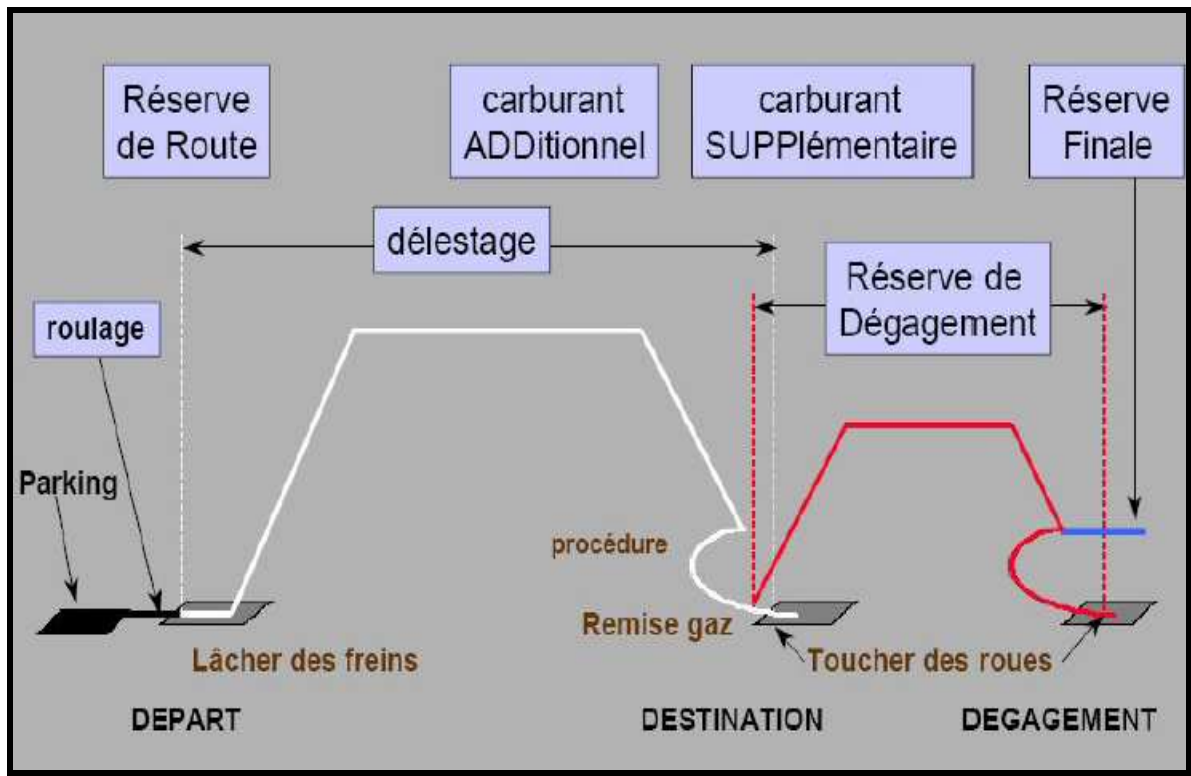 Réserve
de Route
carburant
ADDitionnel
carburant
SUPPlémentaire
Réserve
Finale
délestage
Réserve de
Dégagement
roulage
Parking
procédure
Remise gaz
Lâcher des freins
Toucher des roues
DEPART
DESTINATION
DEGAGEMENT